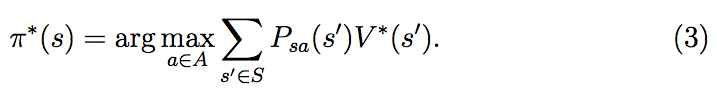 π*(s) = arg max_{a∈A} ∑_{s′∈S} P_{sa}(s′)V*(s′). (3)